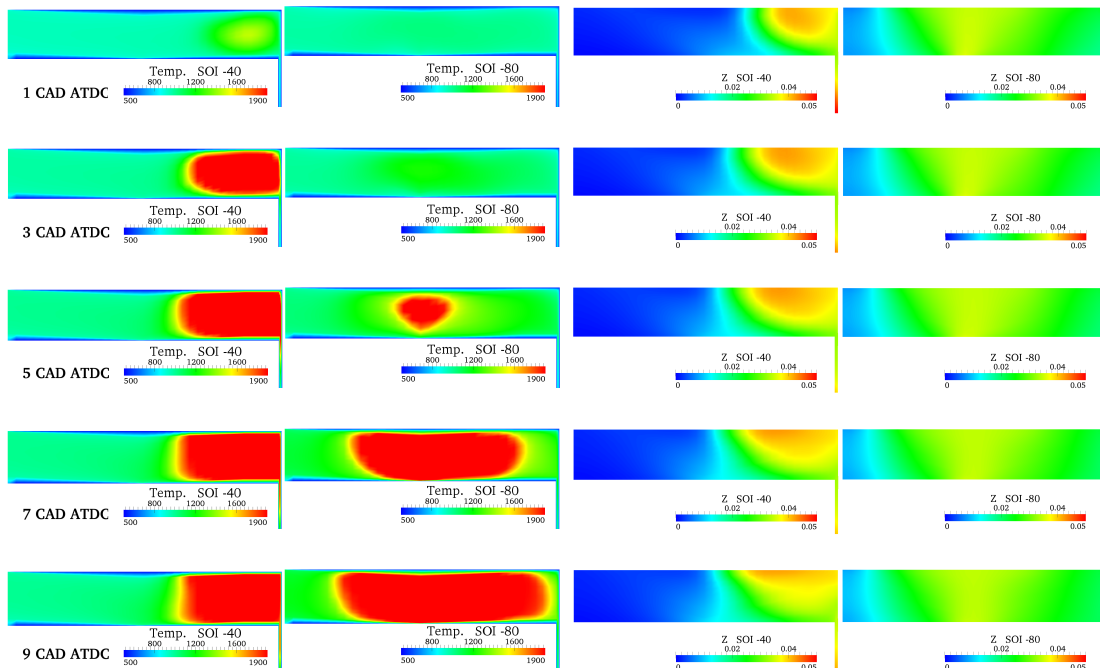 Temp. SOI -40
800 1600
1200
500 1900
Temp. SOI -80
800 1600
1200
500 1900
Z SOI -40
0.02 0.04
0 0.05
Z SOI -80
0.02 0.04
0 0.05
1 CAD ATDC
Temp. SOI -40
800 1600
1200
500 1900
Temp. SOI -80
800 1600
1200
500 1900
Z SOI -40
0.02 0.04
0 0.05
Z SOI -80
0.02 0.04
0 0.05
3 CAD ATDC
Temp. SOI -40
800 1600
1200
500 1900
Temp. SOI -80
800 1600
1200
500 1900
Z SOI -40
0.02 0.04
0 0.05
Z SOI -80
0.02 0.04
0 0.05
5 CAD ATDC
Temp. SOI -40
800 1600
1200
500 1900
Temp. SOI -80
800 1600
1200
500 1900
Z SOI -40
0.02 0.04
0 0.05
Z SOI -80
0.02 0.04
0 0.05
7 CAD ATDC
Temp. SOI -40
800 1600
1200
500 1900
Temp. SOI -80
800 1600
1200
500 1900
Z SOI -40
0.02 0.04
0 0.05
Z SOI -80
0.02 0.04
0 0.05
9 CAD ATDC